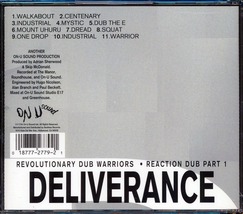 1.WALKABOUT 2.CENTENARY
3.INDUSTRIAL 4.MYSTIC 5.DUB THE E
6.MOUNT UHURU 7.DREAD 8.SQUAT
9.ONE DROP 10.INDUSTRIAL 11.WARRIOR
ANOTHER
ON-U SOUND PRODUCTION
Produced by Adrian Sherwood
& Skip McDonald.
Recorded at The Manor,
Roundhouse, and On-U Sound.
Engineered by Hugo Nicolson,
Alan Branch and Paul Beckett.
Mixed at On-U Sound Studio E17
and Greenhouse.
ON U Sound
18777-2779-2
REVOLUTIONARY DUB WARRIORS • REACTION DUB PART 1
DELIVERANCE